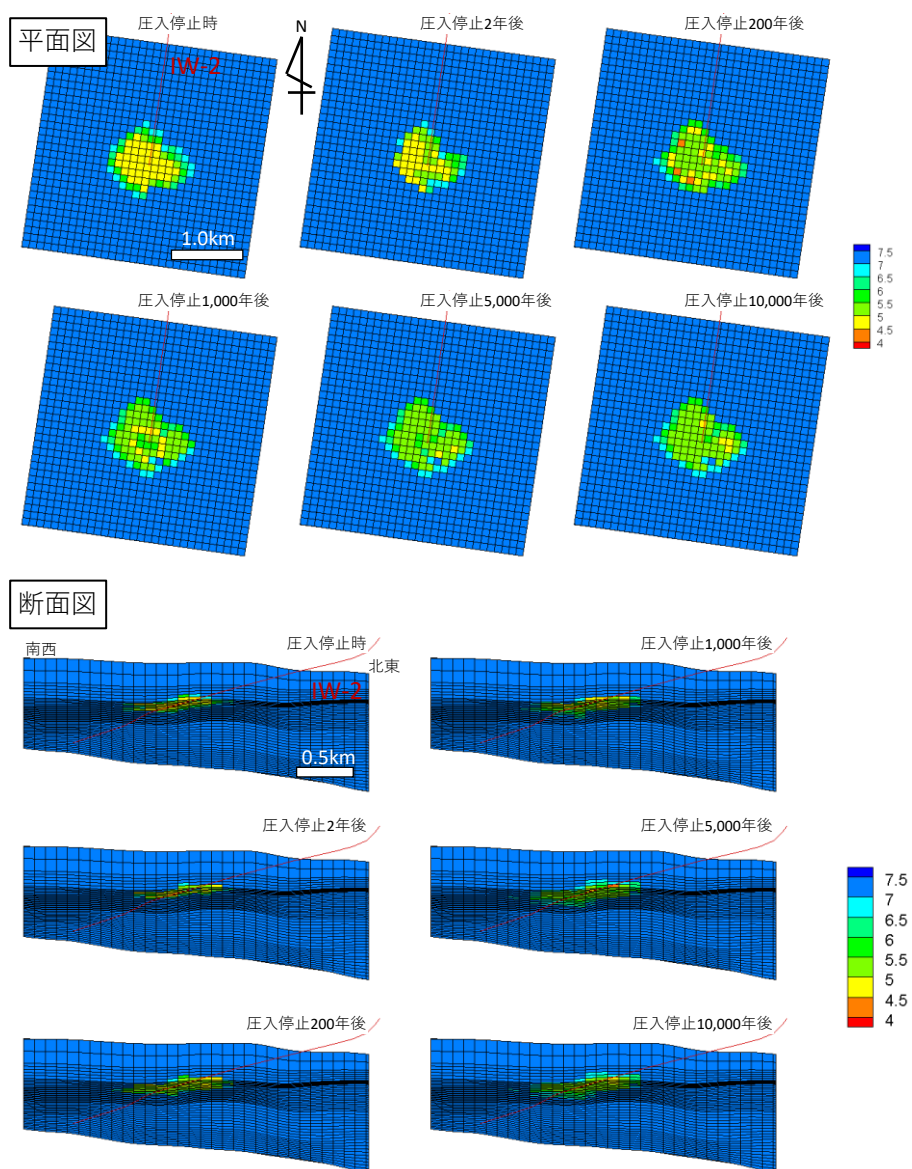 平面図
圧入停止時
IW-2
N
圧入停止2年後
圧入停止200年後
1.0km
7.5
7
6.5
6
5.5
5
4.5
4
圧入停止1,000年後
圧入停止5,000年後
圧入停止10,000年後
断面図
南西
圧入停止時
北東
IW-2
0.5km
圧入停止1,000年後
圧入停止2年後
圧入停止5,000年後
7.5
7
6.5
6
5.5
5
4.5
4
圧入停止200年後
圧入停止10,000年後